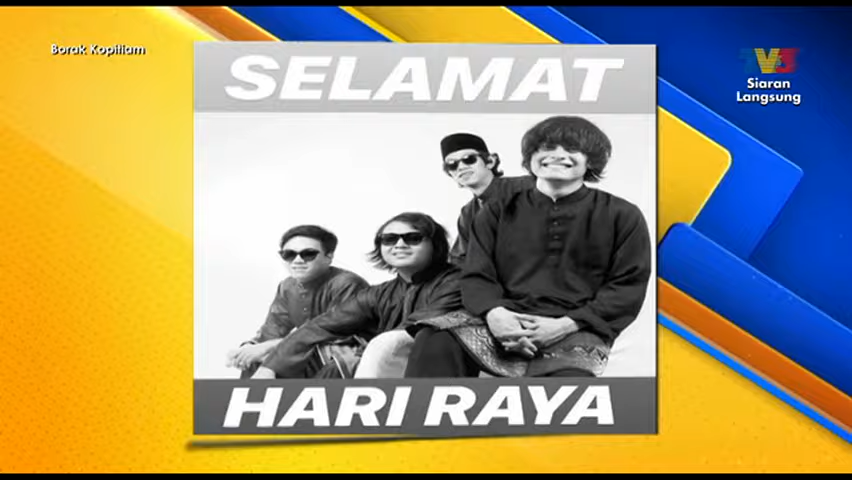 Borak Kopitiam
SELAMAT
TV3
Siaran
Langsung
HARI RAYA